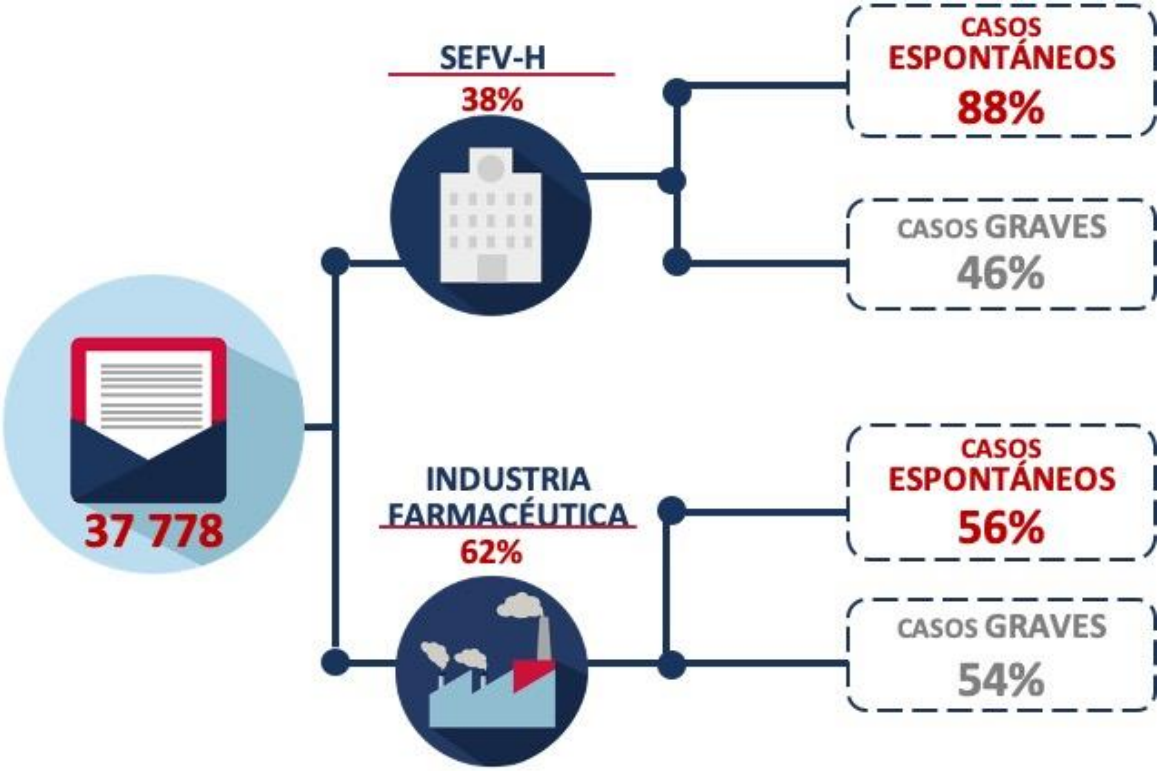 37 778
SEFV-H
38%
CASOS
ESPONTÁNEOS
88%
CASOS GRAVES
46%
INDUSTRIA
FARMACÉUTICA
62%
CASOS
ESPONTÁNEOS
56%
CASOS GRAVES
54%